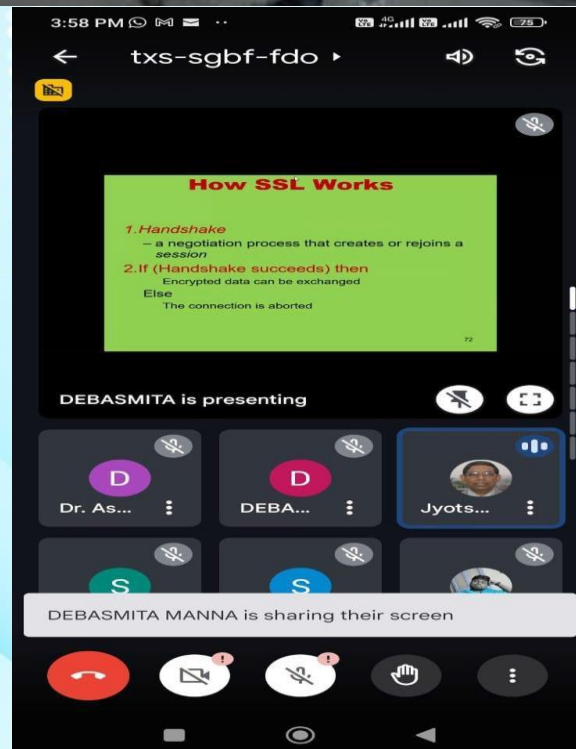 3:58 PM
4G
75
txs-sgbf-fdo
How SSL Works
1.Handshake
– a negotiation process that creates or rejoins a
session
2.If (Handshake succeeds) then
Encrypted data can be exchanged
Else
The connection is aborted
72
DEBASMITA is presenting
D
D
Dr. As...
DEBA...
Jyots...
S
S
DEBASMITA MANNA is sharing their screen
!
!